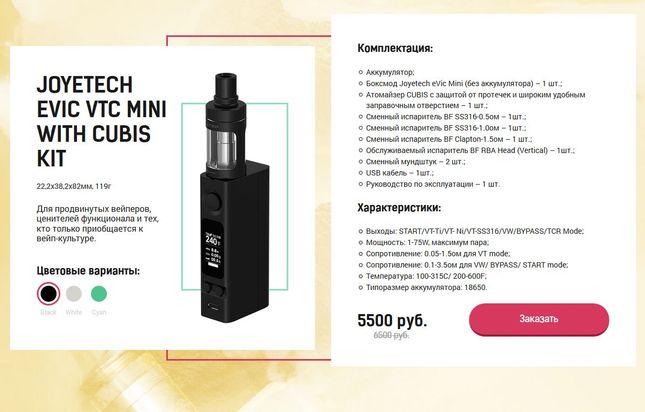 JOYETECH
EVIC VTC MINI
WITH CUBIS
KIT
22,2х38,2х82мм, 119г
Для продвинутых вейперов,
ценителей функционала и тех,
кто только приобщается к
вейп-культуре.
Цветовые варианты:
Black White Cyan
240
Комплектация:
Аккумулятор;
Боксмод Joyetech eVic Mini (без аккумулятора) – 1 шт.;
Атомайзер CUBIS с защитой от протечек и широким удобным
заправочным отверстием – 1 шт.;
Сменный испаритель BF SS316-0.5ом – 1шт.;
Сменный испаритель BF SS316-1.0ом – 1 шт.;
Сменный испаритель BF Clapton-1.5ом – 1 шт.;
Обслуживаемый испаритель BF RBA Head (Vertical) – 1шт.;
Сменный мундштук – 2 шт.;
USB кабель – 1шт.;
Руководство по эксплуатации – 1 шт.
Характеристики:
Выходы: START/VT-Ti/VT- Ni/VT-SS316/VW/BYPASS/TCR Mode;
Мощность: 1-75W, максимум пара;
Сопротивление: 0.05-1.5ом для VT mode;
Сопротивление: 0.1-3.5ом для VW/ BYPASS/ START mode;
Температура: 100-315C/ 200-600F;
Типоразмер аккумулятора: 18650.
5500 руб.
6500 руб.
Заказать